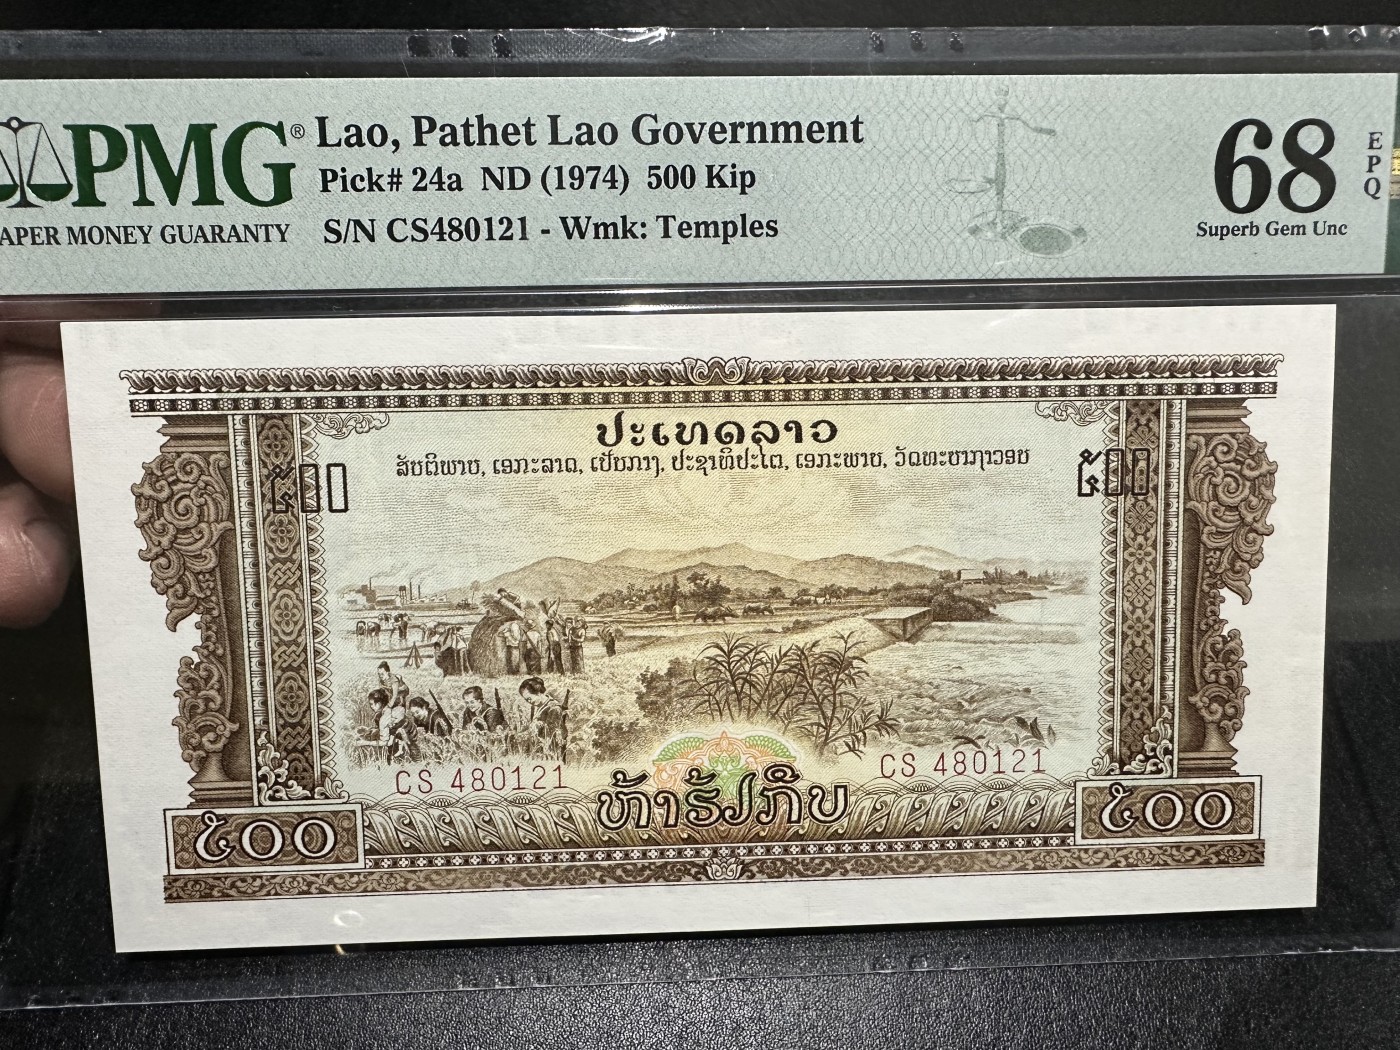 PMG® Lao, Pathet Lao Government
Pick# 24a ND (1974) 500 Kip
APER MONEY GUARANTY S/N CS480121 - Wmk: Temples
68 EPQ
Superb Gem Unc
ປະເທດລາວ
ສັນຕິພາບ, ເອກະລາດ, ເປັນກາງ, ປະຊາທິປະໄຕ, ເອກະພາບ, ວັດທະນາຖາວອນ
໕໐໐ ໕໐໐
CS 480121 CS 480121
ຫ້າຮ້ອຍກີບ
໕໐໐ ໕໐໐